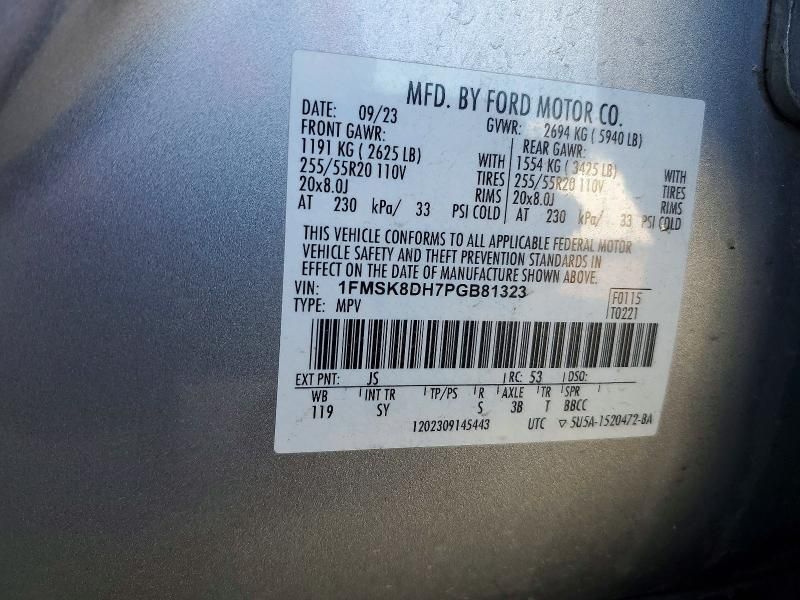 MFD. BY FORD MOTOR CO.
DATE: 09/23 GVWR: 2694 KG ( 5940 LB)
FRONT GAWR: REAR GAWR:
1191 KG ( 2625 LB) WITH 1554 KG ( 3425 LB) WITH
255/55R20 110V TIRES 255/55R20 110V TIRES
20x8.0J RIMS 20x8.0J RIMS
AT 230 kPa/ 33 PSI COLD AT 230 kPa/ 33 PSI COLD
THIS VEHICLE CONFORMS TO ALL APPLICABLE FEDERAL MOTOR
VEHICLE SAFETY AND THEFT PREVENTION STANDARDS IN
EFFECT ON THE DATE OF MANUFACTURE SHOWN ABOVE.
VIN: 1FMSK8DH7PGB81323 F0115
TYPE: MPV T0221
EXT PNT: JS RC: 53 DSO:
WB INT TR TP/PS R AXLE TR SPR
119 SY S 3B T BBCC
1202309145443 UTC ▽ 5U5A-1520472-BA